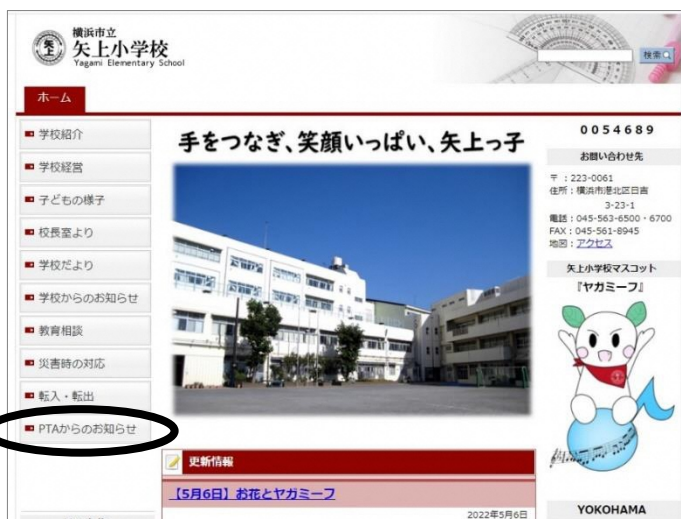 横浜市立
矢上小学校
Yagami Elementary School
検索
ホーム
学校紹介
学校経営
子どもの様子
校長室より
学校だより
学校からのお知らせ
教育相談
災害時の対応
転入・転出
PTAからのお知らせ
手をつなぎ、笑顔いっぱい、矢上っ子
更新情報
【5月6日】お花とヤガミーフ
2022年5月6日
0054689
お問い合わせ先
〒：223-0061
住所：横浜市港北区日吉
3-23-1
電話：045-563-6500・6700
FAX：045-561-8945
地図：アクセス
矢上小学校マスコット
『ヤガミーフ』
YOKOHAMA